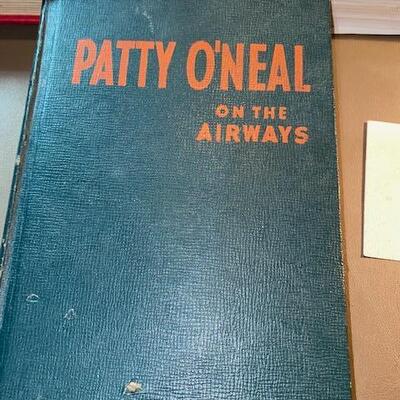 PATTY O'NEAL
ON THE
AIRWAYS